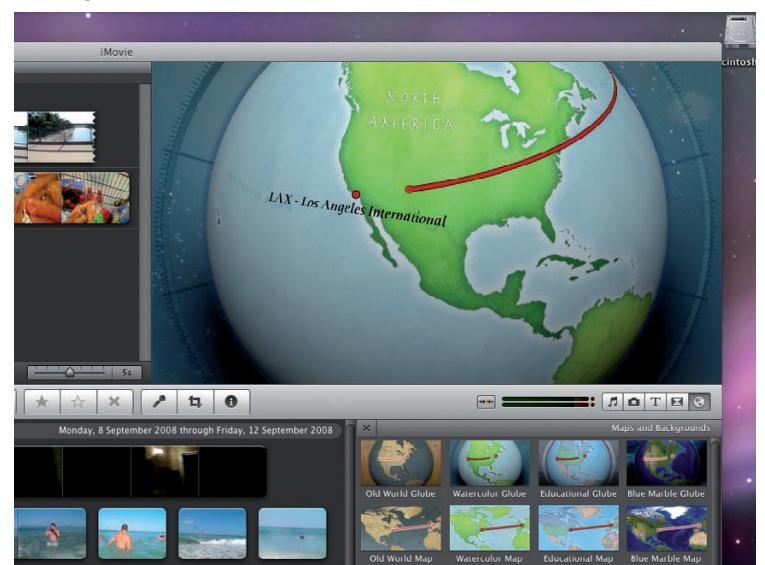 iMovie
cintosh
NORTH
AMERICA
LAX - Los Angeles International
5s
T
Monday, 8 September 2008 through Friday, 12 September 2008
Maps and Backgrounds
Old World Globe
Watercolor Globe
Educational Globe
Blue Marble Globe
Old World Map
Watercolor Map
Educational Map
Blue Marble Map